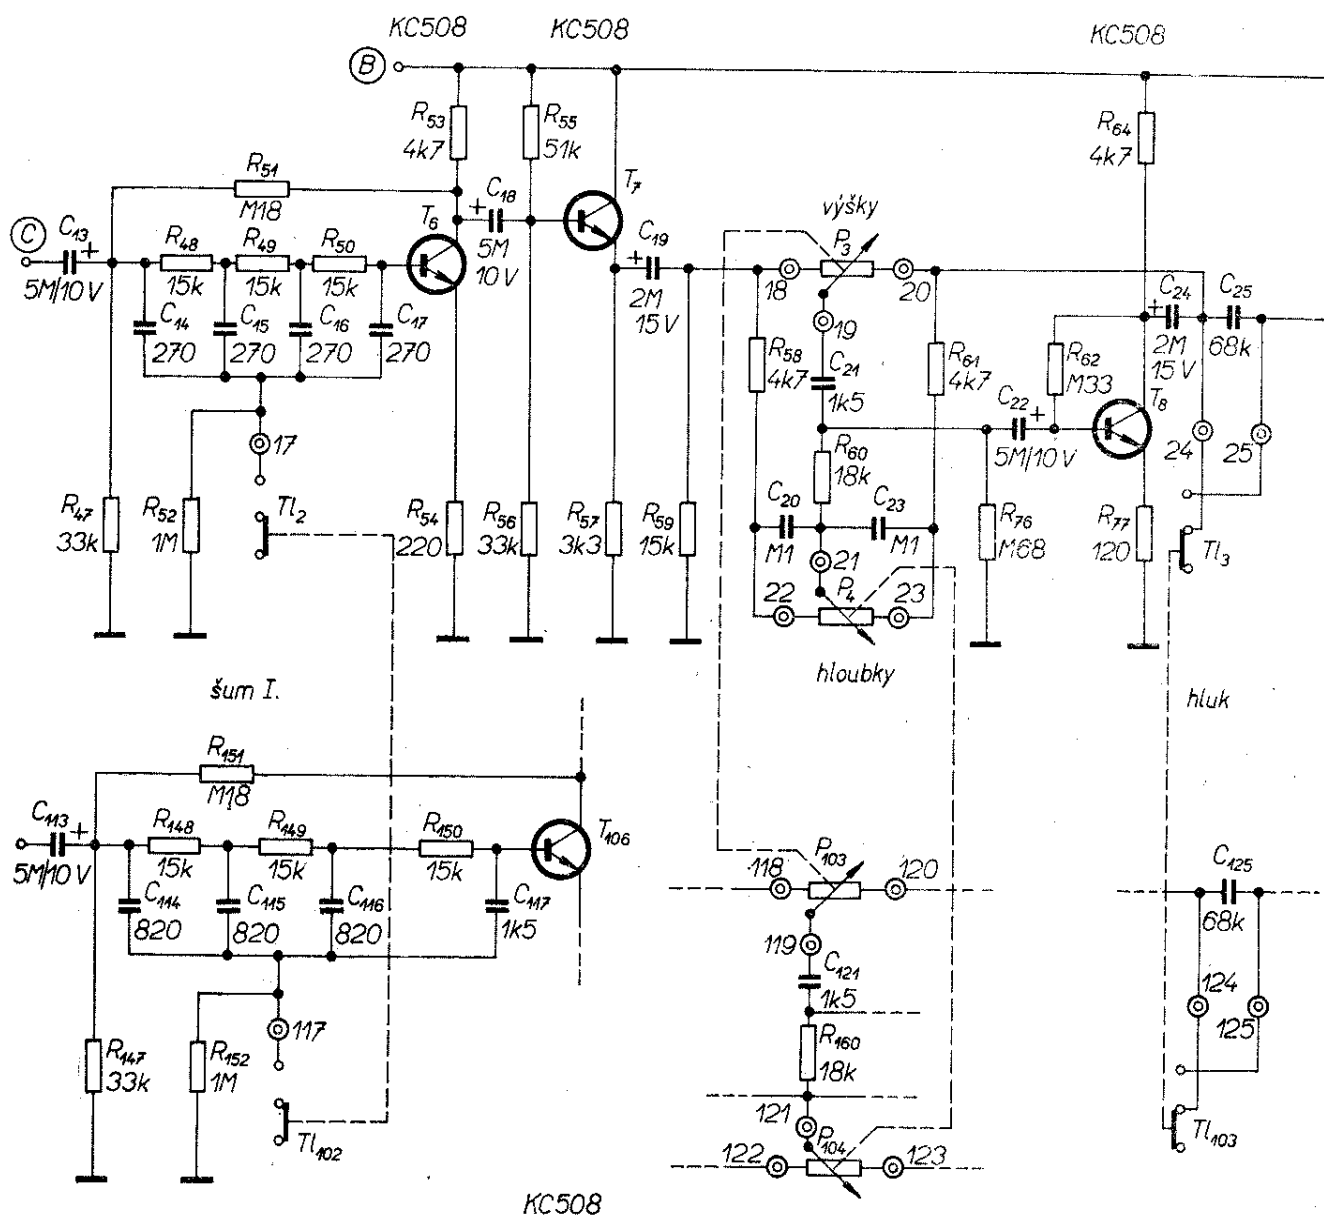 KC508
KC508
KC508
B
R53
4k7
R55
51k
R64
4k7
R51
M18
C18
5M
10V
T7
T6
C
C13
+
5M/10V
R48
15k
R49
15k
R50
15k
C14
270
C15
270
C16
270
C17
270
+
C19
2M
15V
výšky
P3
18
20
19
R58
4k7
C21
1k5
R61
4k7
C24
+
2M
15V
C25
68k
R62
M33
C22
+
5M/10V
T8
24
25
17
R60
18k
C20
M1
C23
M1
R47
33k
R52
1M
Tl2
R54
220
R56
33k
R57
3k3
R59
15k
21
22
P4
23
R76
M68
R77
120
Tl3
šum I.
hloubky
hluk
R151
M18
C113
+
5M/10V
R148
15k
R149
15k
R150
15k
T106
C114
820
C115
820
C116
820
C117
1k5
P103
118
120
119
C121
1k5
C125
68k
124
125
117
R147
33k
R152
1M
Tl102
R160
18k
121
122
P104
123
Tl103
KC508